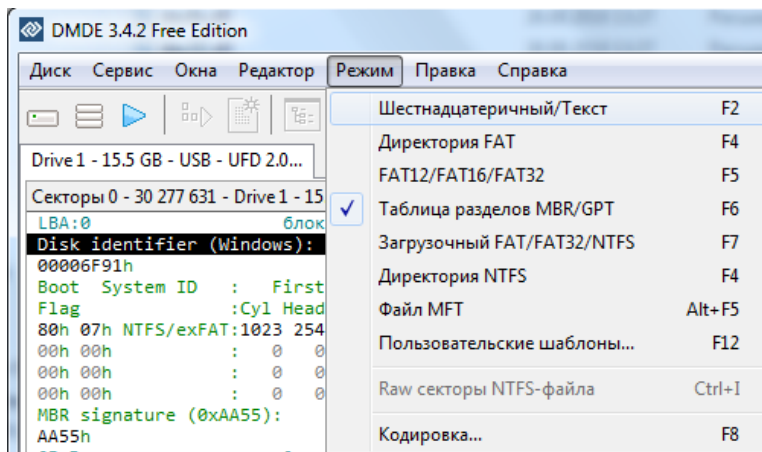 DMDE 3.4.2 Free Edition
Диск Сервис Окна Редактор Режим Правка Справка
Шестнадцатеричный/Текст F2
Директория FAT F4
FAT12/FAT16/FAT32 F5
Таблица разделов MBR/GPT F6
Загрузочный FAT/FAT32/NTFS F7
Директория NTFS F4
Файл MFT Alt+F5
Пользовательские шаблоны... F12
Raw секторы NTFS-файла Ctrl+I
Кодировка... F8
Drive 1 - 15.5 GB - USB - UFD 2.0...
Секторы 0 - 30 277 631 - Drive 1 - 15
LBA:0 блок
Disk identifier (Windows):
00006F91h
Boot System ID : First
Flag :Cyl Head
80h 07h NTFS/exFAT:1023 254
00h 00h : 0 0
00h 00h : 0 0
00h 00h : 0 0
MBR signature (0xAA55):
AA55h